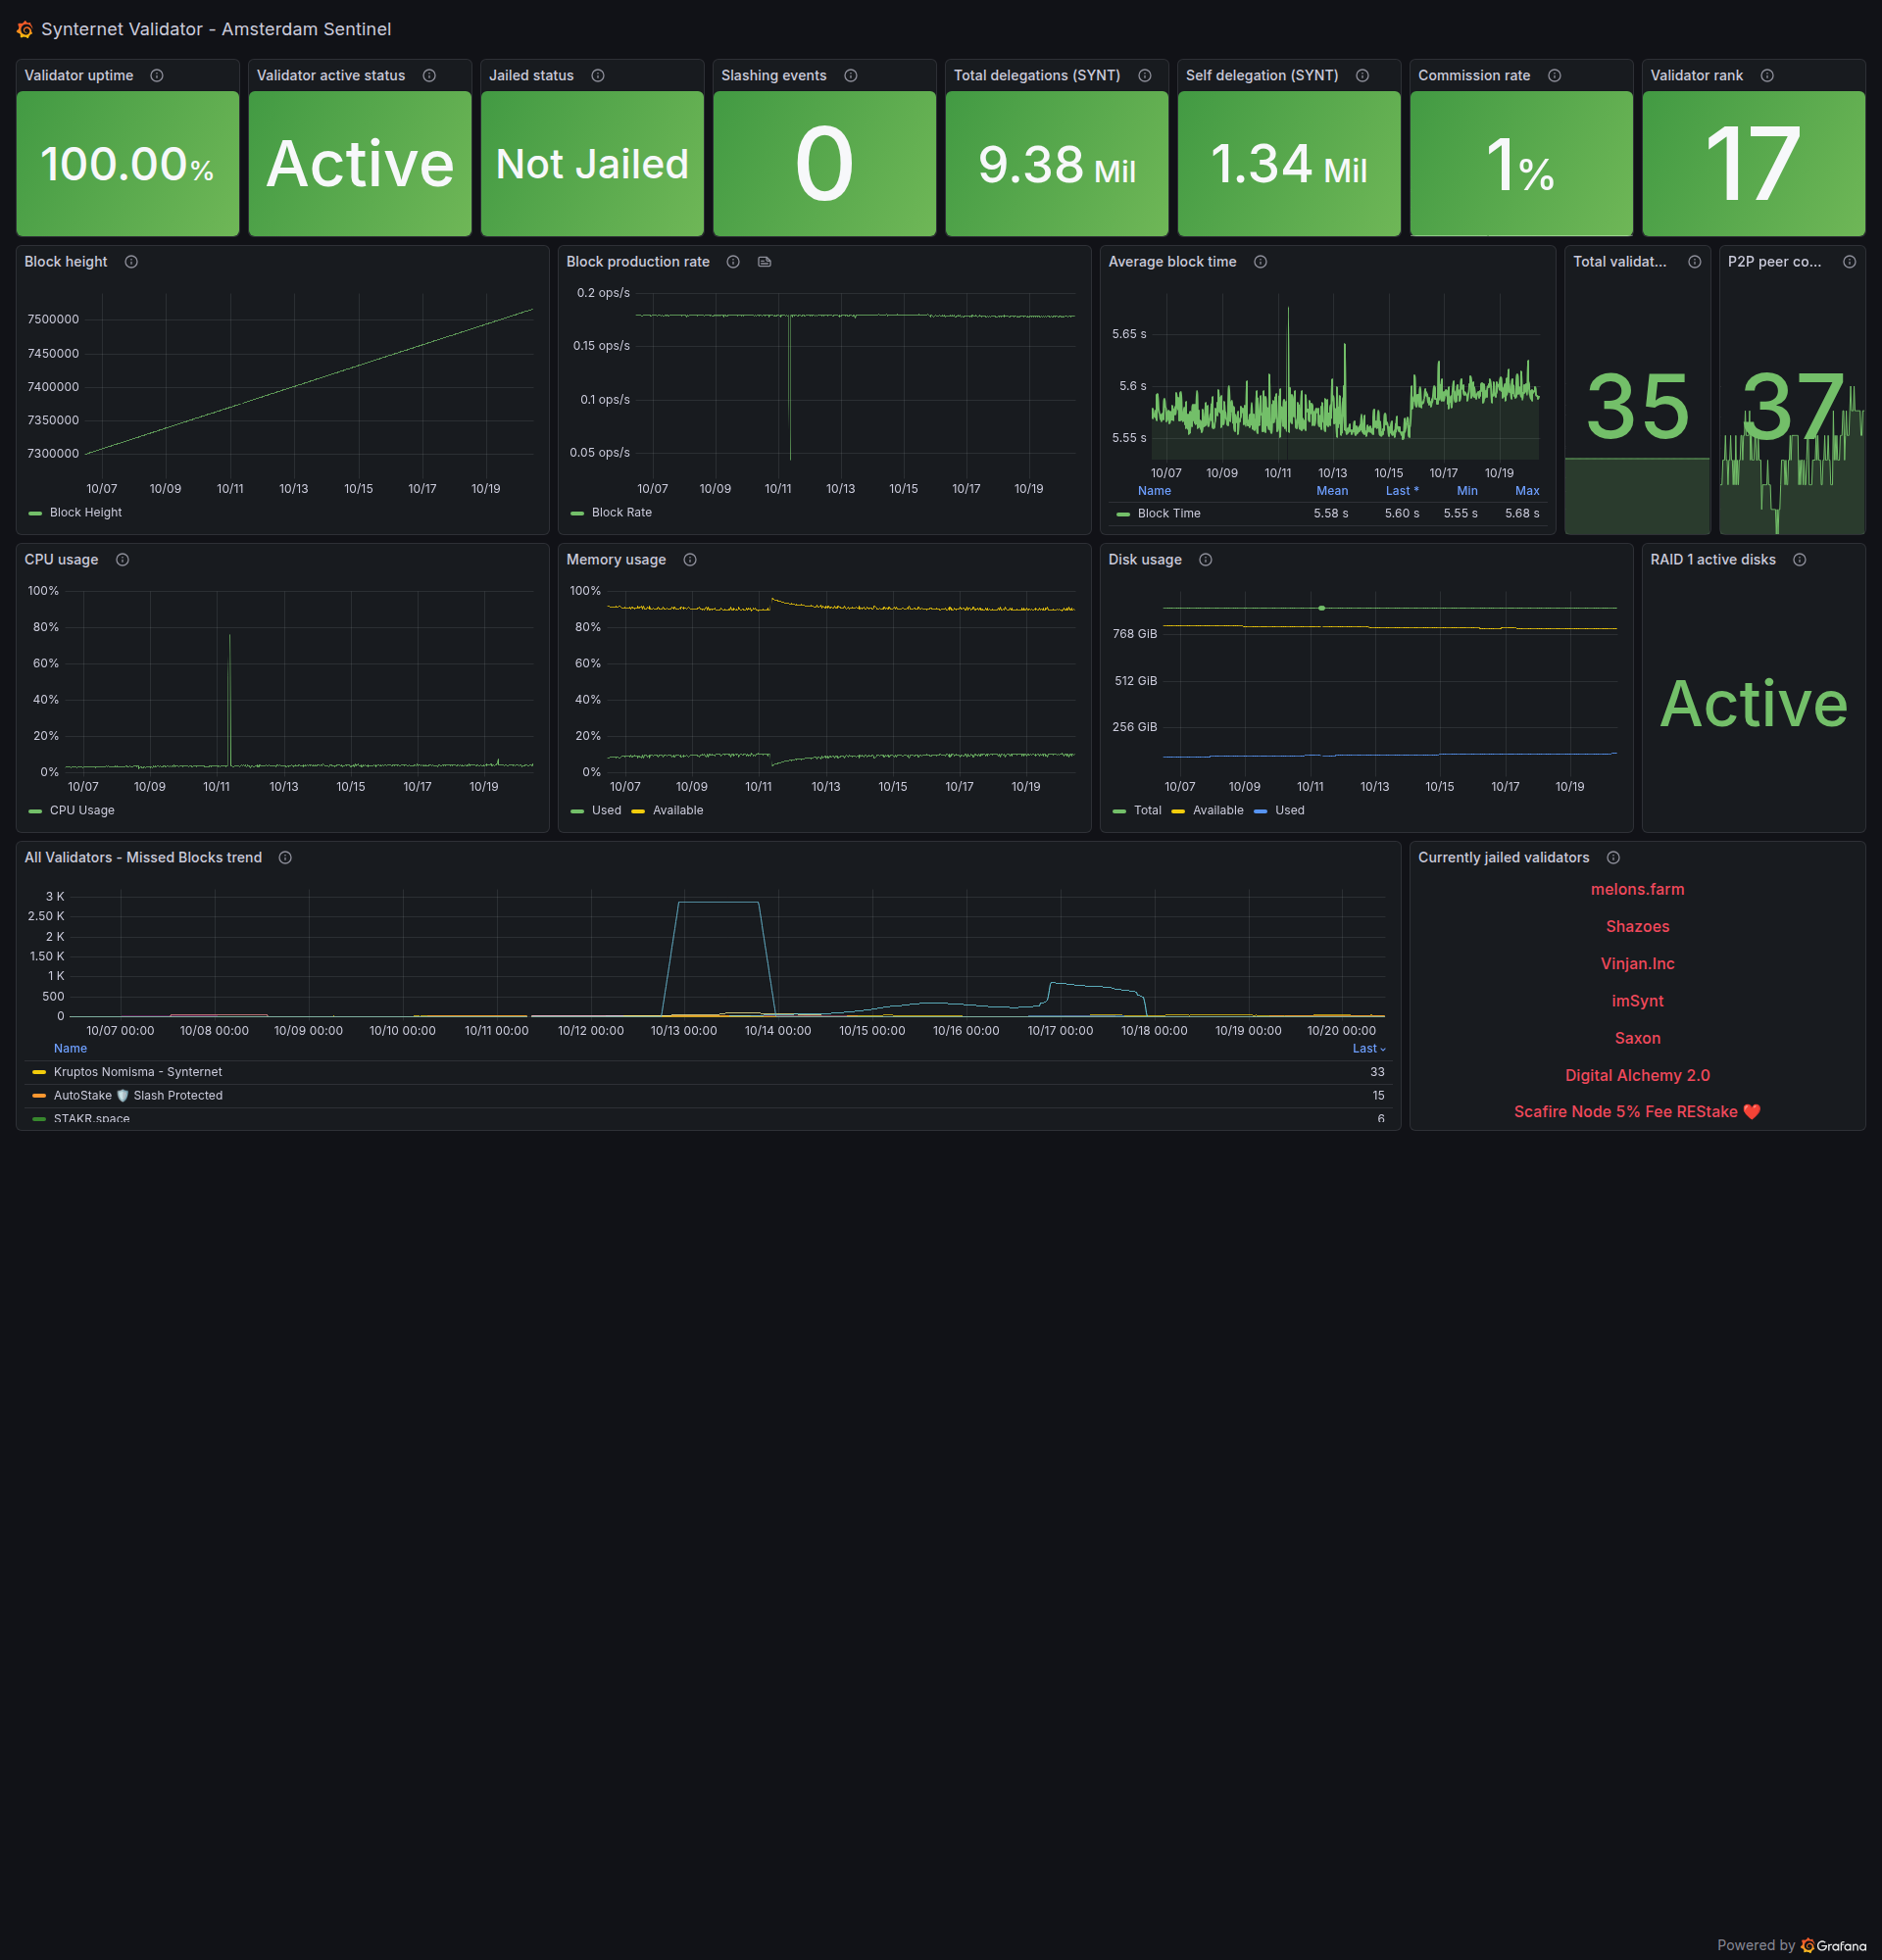 Synternet Validator - Amsterdam Sentinel
Validator uptime
100.00%
Validator active status
Active
Jailed status
Not Jailed
Slashing events
0
Total delegations (SYNT)
9.38 Mil
Self delegation (SYNT)
1.34 Mil
Commission rate
1%
Validator rank
17
Block height
7500000
7450000
7400000
7350000
7300000
10/07 10/09 10/11 10/13 10/15 10/17 10/19
Block Height
Block production rate
0.2 ops/s
0.15 ops/s
0.1 ops/s
0.05 ops/s
10/07 10/09 10/11 10/13 10/15 10/17 10/19
Block Rate
Average block time
5.65 s
5.6 s
5.55 s
10/07 10/09 10/11 10/13 10/15 10/17 10/19
Name Mean Last * Min Max
Block Time 5.58 s 5.60 s 5.55 s 5.68 s
Total validat...
35
P2P peer co...
37
CPU usage
100%
80%
60%
40%
20%
0%
10/07 10/09 10/11 10/13 10/15 10/17 10/19
CPU Usage
Memory usage
100%
80%
60%
40%
20%
0%
10/07 10/09 10/11 10/13 10/15 10/17 10/19
Used Available
Disk usage
768 GiB
512 GiB
256 GiB
10/07 10/09 10/11 10/13 10/15 10/17 10/19
Total Available Used
RAID 1 active disks
Active
All Validators - Missed Blocks trend
3 K
2.50 K
2 K
1.50 K
1 K
500
0
10/07 00:00 10/08 00:00 10/09 00:00 10/10 00:00 10/11 00:00 10/12 00:00 10/13 00:00 10/14 00:00 10/15 00:00 10/16 00:00 10/17 00:00 10/18 00:00 10/19 00:00 10/20 00:00
Name Last
Kruptos Nomisma - Synternet 33
AutoStake 🛡️ Slash Protected 15
STAKR.space 6
Currently jailed validators
melons.farm
Shazoes
Vinjan.Inc
imSynt
Saxon
Digital Alchemy 2.0
Scafire Node 5% Fee REStake ❤️
Powered by Grafana